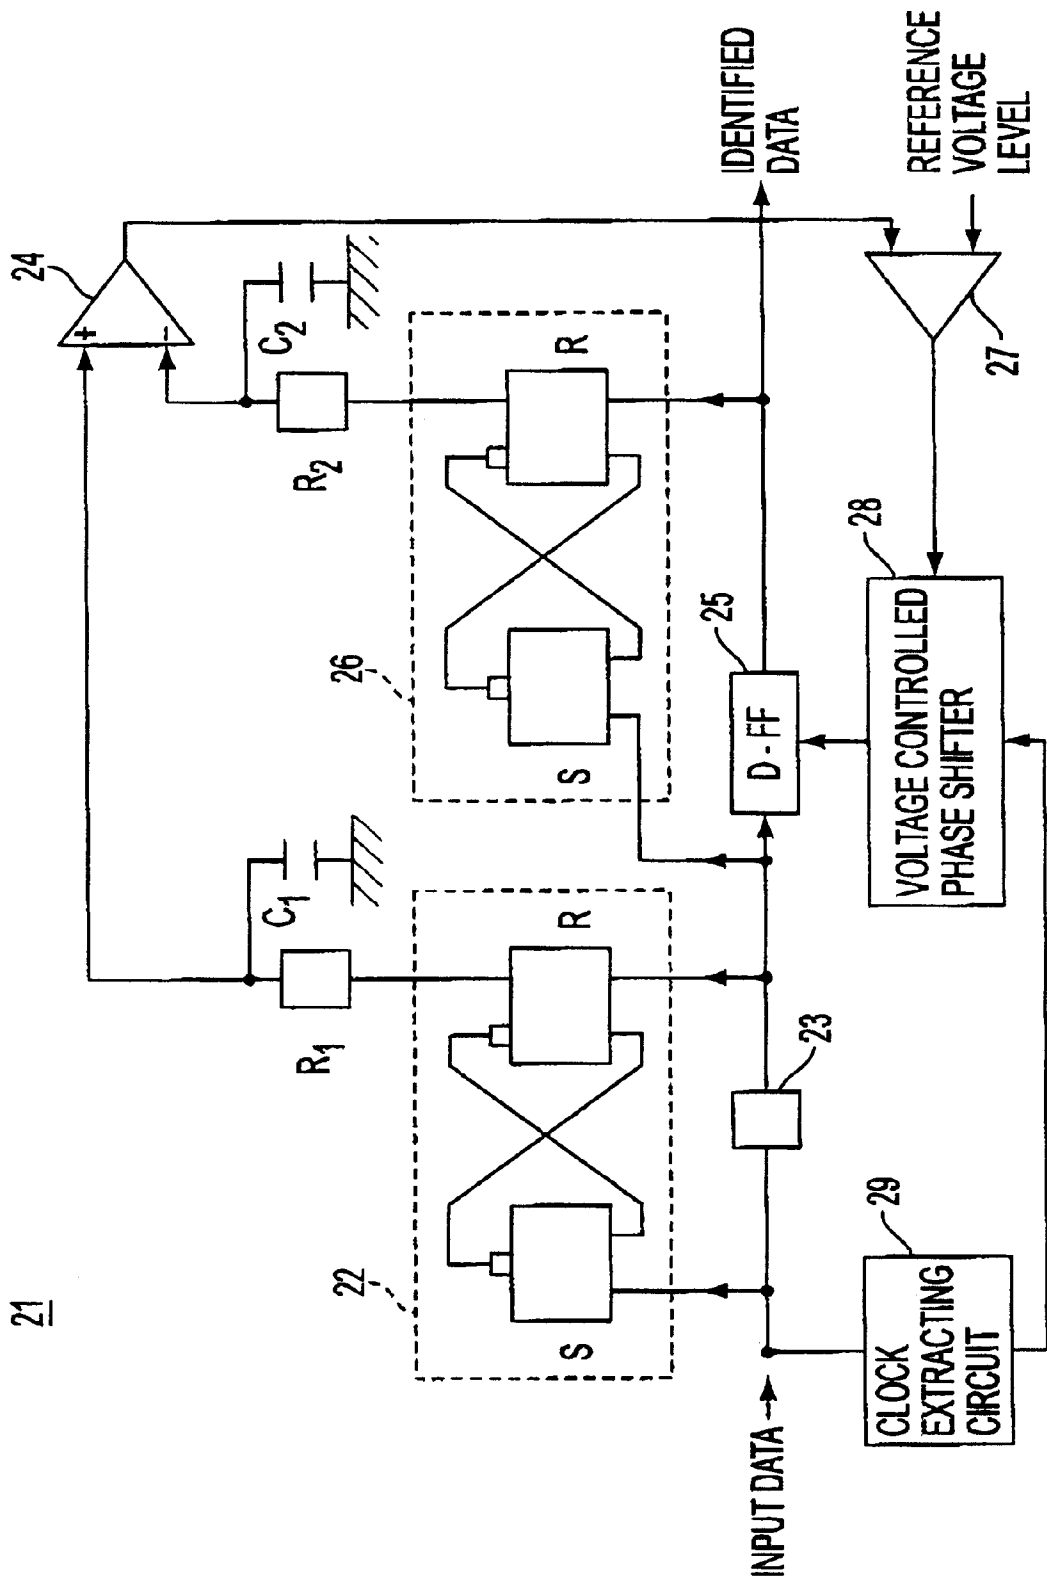 21
24
+
−
C1
R1
C2
R2
22
S
R
26
S
R
IDENTIFIED
DATA
REFERENCE
VOLTAGE
LEVEL
INPUT DATA
23
25
D-FF
27
28
VOLTAGE CONTROLLED
PHASE SHIFTER
29
CLOCK
EXTRACTING
CIRCUIT